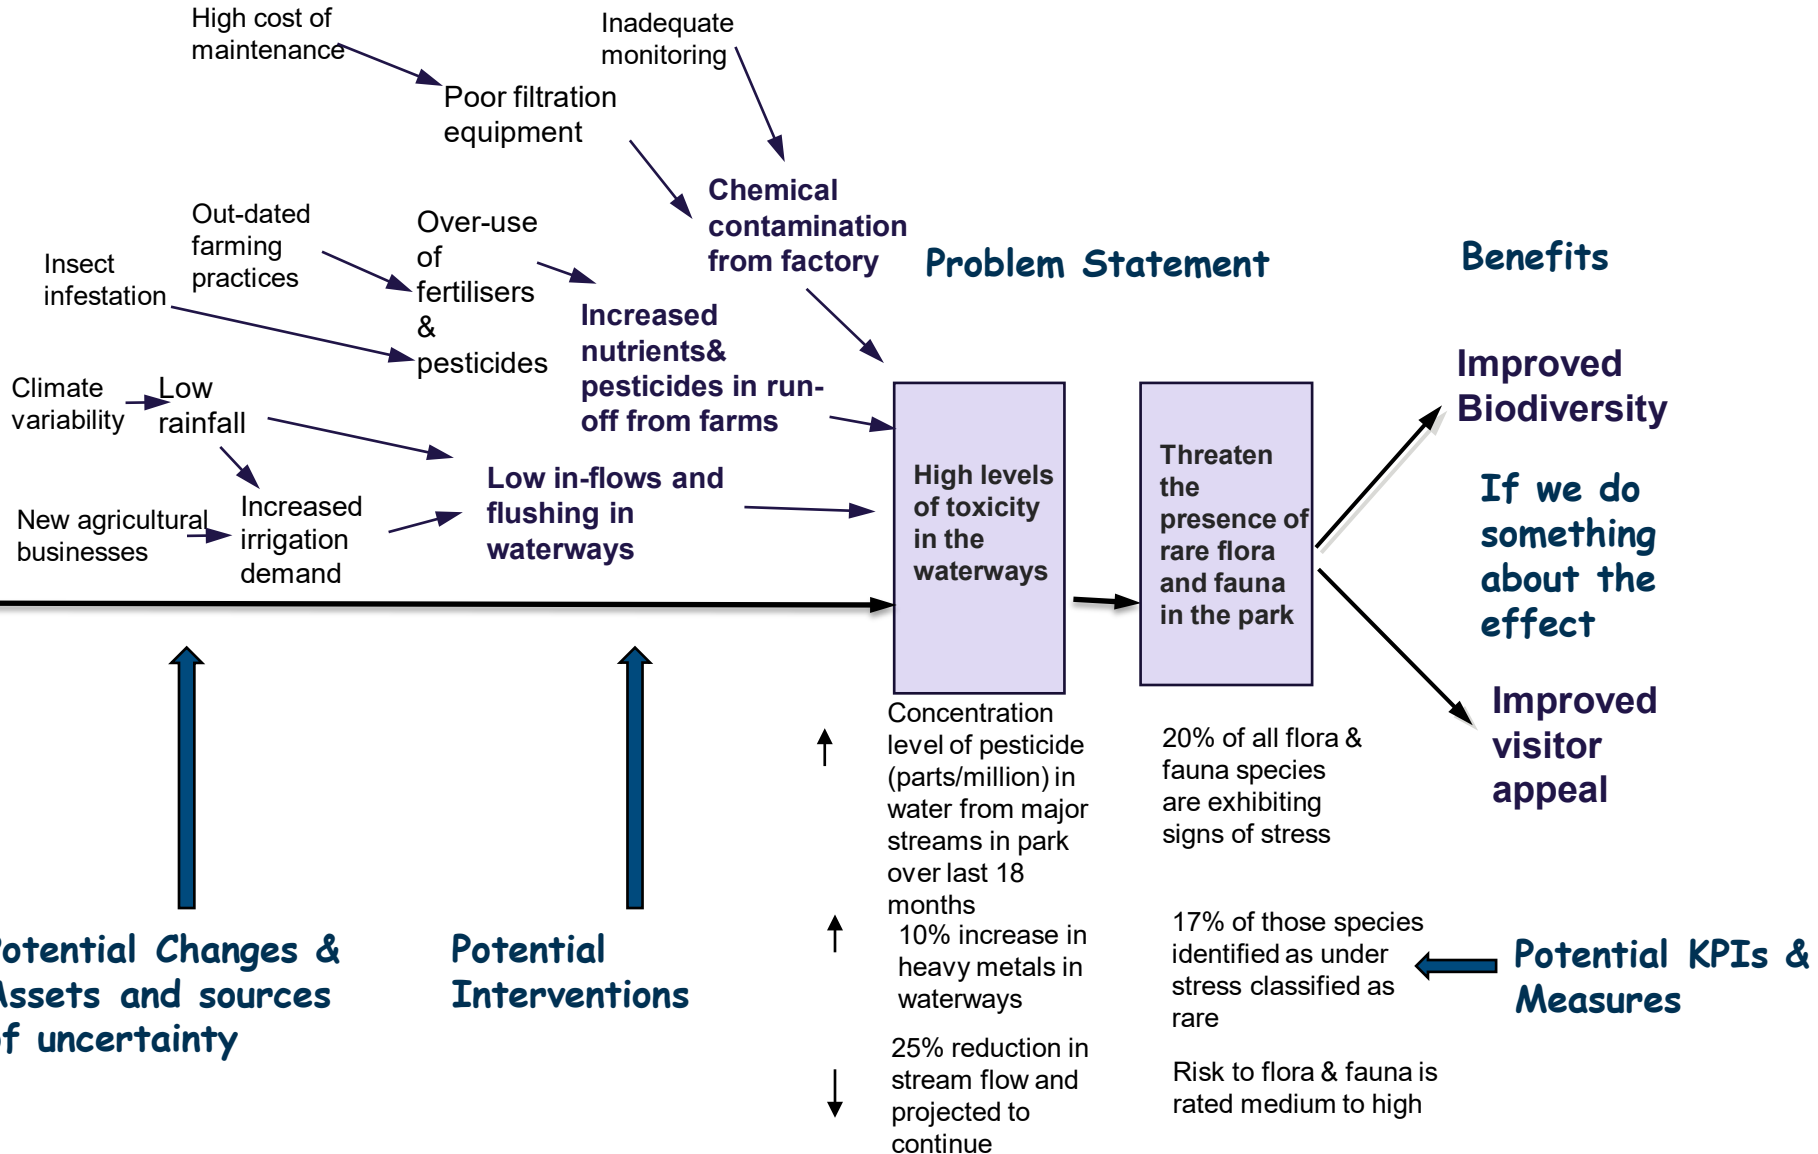 High cost of
maintenance
Inadequate
monitoring
Poor filtration
equipment
Chemical
contamination
from factory
Out-dated
farming
practices
Over-use
of
fertilisers
&
pesticides
Insect
infestation
Increased
nutrients&
pesticides in run-
off from farms
Climate
variability
Low
rainfall
New agricultural
businesses
Increased
irrigation
demand
Low in-flows and
flushing in
waterways
Problem Statement
High levels
of toxicity
in the
waterways
Threaten
the
presence of
rare flora
and fauna
in the park
Benefits
Improved
Biodiversity
If we do
something
about the
effect
Improved
visitor
appeal
Concentration
level of pesticide
(parts/million) in
water from major
streams in park
over last 18
months
10% increase in
heavy metals in
waterways
25% reduction in
stream flow and
projected to
continue
20% of all flora &
fauna species
are exhibiting
signs of stress
17% of those species
identified as under
stress classified as
rare
Risk to flora & fauna is
rated medium to high
Potential Changes &
Assets and sources
of uncertainty
Potential
Interventions
Potential KPIs &
Measures